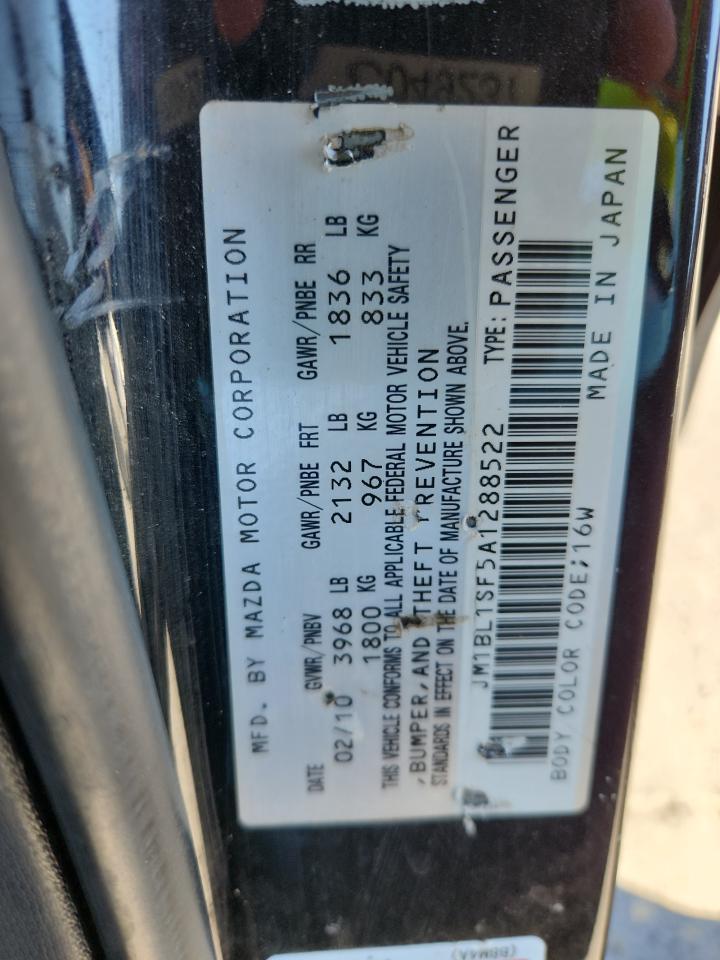 MFD. BY MAZDA MOTOR CORPORATION
DATE GVWR/PNBV GAWR/PNBE FRT GAWR/PNBE RR
02/10 3968 LB 2132 LB 1836 LB
1800 KG 967 KG 833 KG
THIS VEHICLE CONFORMS TO ALL APPLICABLE FEDERAL MOTOR VEHICLE SAFETY
,BUMPER,AND THEFT PREVENTION
STANDARDS IN EFFECT ON THE DATE OF MANUFACTURE SHOWN ABOVE.
JM1BL1SF5A1288522 TYPE:PASSENGER
BODY COLOR CODE;16W MADE IN JAPAN
(BBM4A)